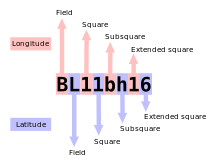 Field
Square
Subsquare
Extended square
Longitude
BL11bh16
Latitude
Extended square
Subsquare
Square
Field